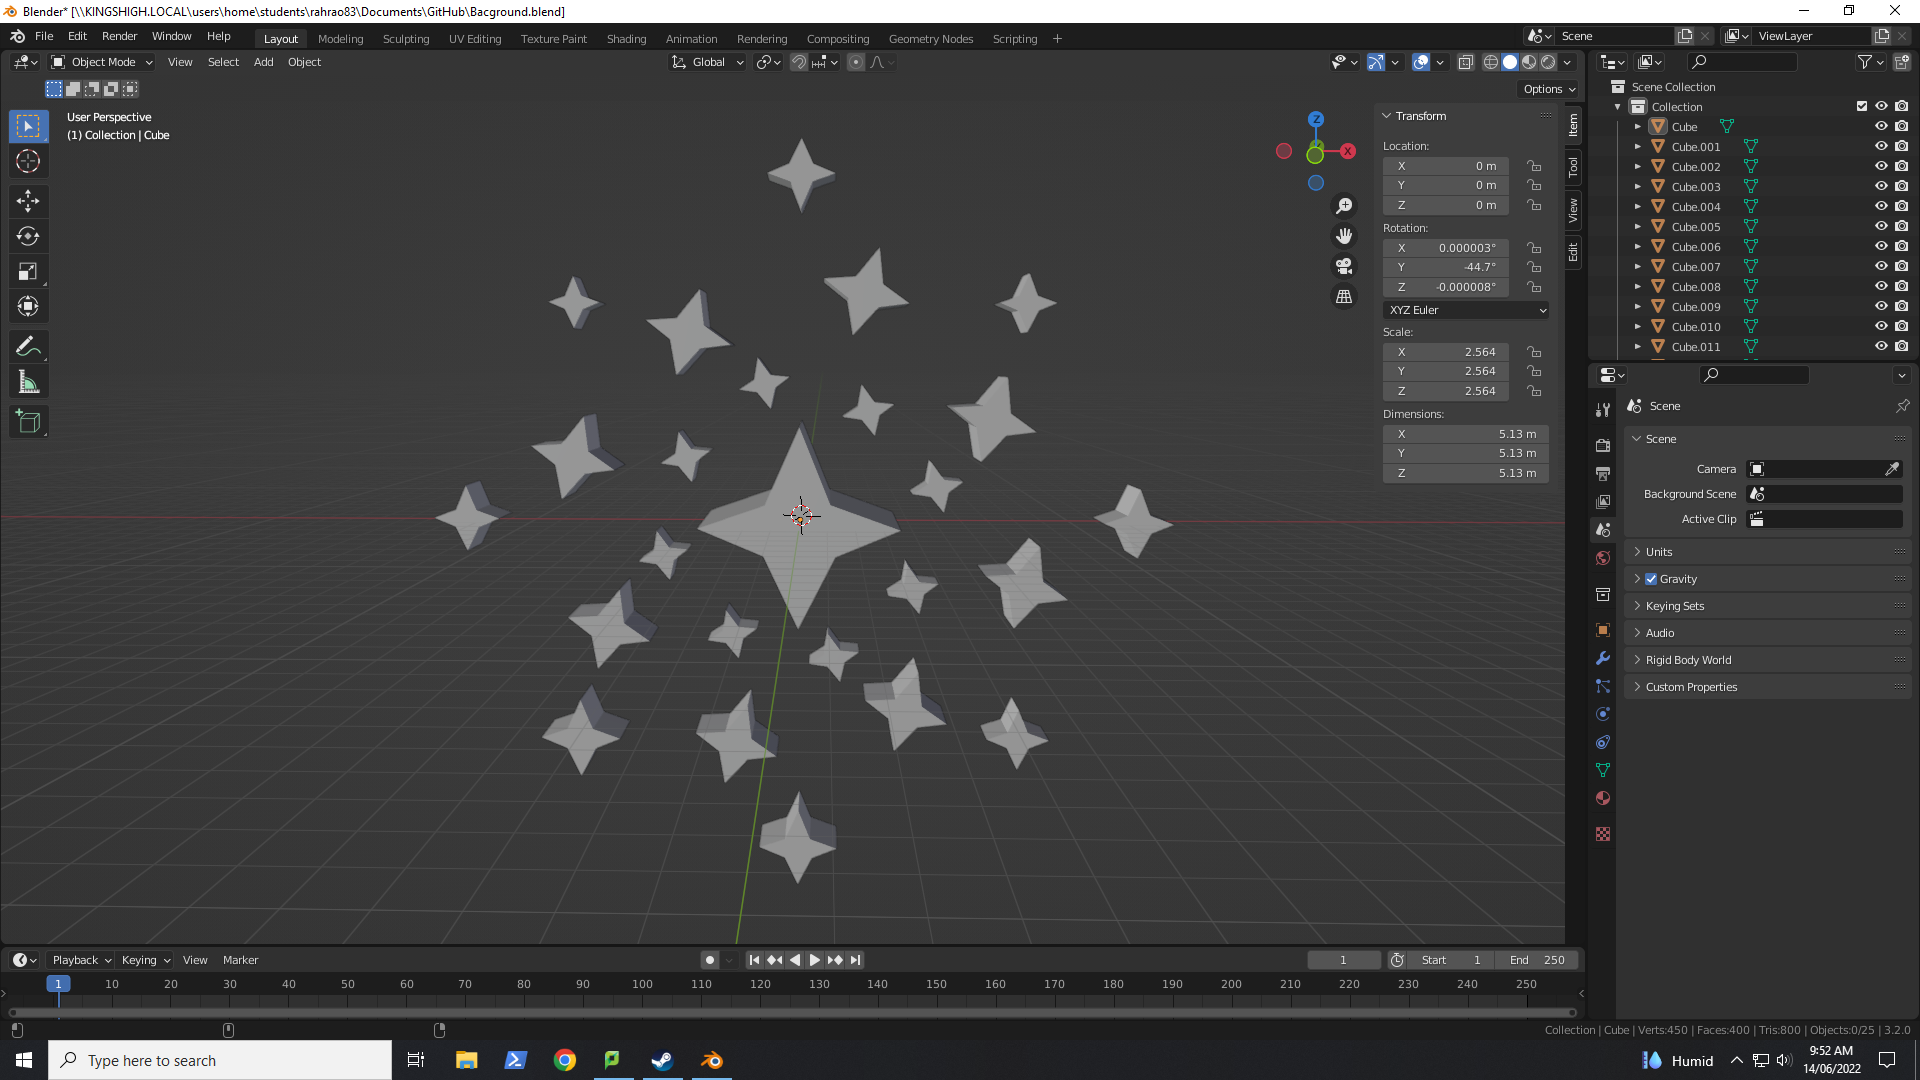 Blender* [\\KINGSHIGH.LOCAL\users\home\students\rahrao83\Documents\GitHub\Bacground.blend]
File Edit Render Window Help Layout Modeling Sculpting UV Editing Texture Paint Shading Animation Rendering Compositing Geometry Nodes Scripting + Scene ViewLayer
Object Mode View Select Add Object Global
Options
User Perspective
(1) Collection | Cube
Z
X
Transform
Location:
X 0 m
Y 0 m
Z 0 m
Rotation:
X 0.000003°
Y -44.7°
Z -0.000008°
XYZ Euler
Scale:
X 2.564
Y 2.564
Z 2.564
Dimensions:
X 5.13 m
Y 5.13 m
Z 5.13 m
Item
Tool
View
Edit
Scene Collection
Collection
Cube
Cube.001
Cube.002
Cube.003
Cube.004
Cube.005
Cube.006
Cube.007
Cube.008
Cube.009
Cube.010
Cube.011
Scene
Scene
Camera
Background Scene
Active Clip
Units
Gravity
Keying Sets
Audio
Rigid Body World
Custom Properties
Playback Keying View Marker 1 Start 1 End 250
1 10 20 30 40 50 60 70 80 90 100 110 120 130 140 150 160 170 180 190 200 210 220 230 240 250
Collection | Cube | Verts:450 | Faces:400 | Tris:800 | Objects:0/25 | 3.2.0
Type here to search
Humid
9:52 AM
14/06/2022